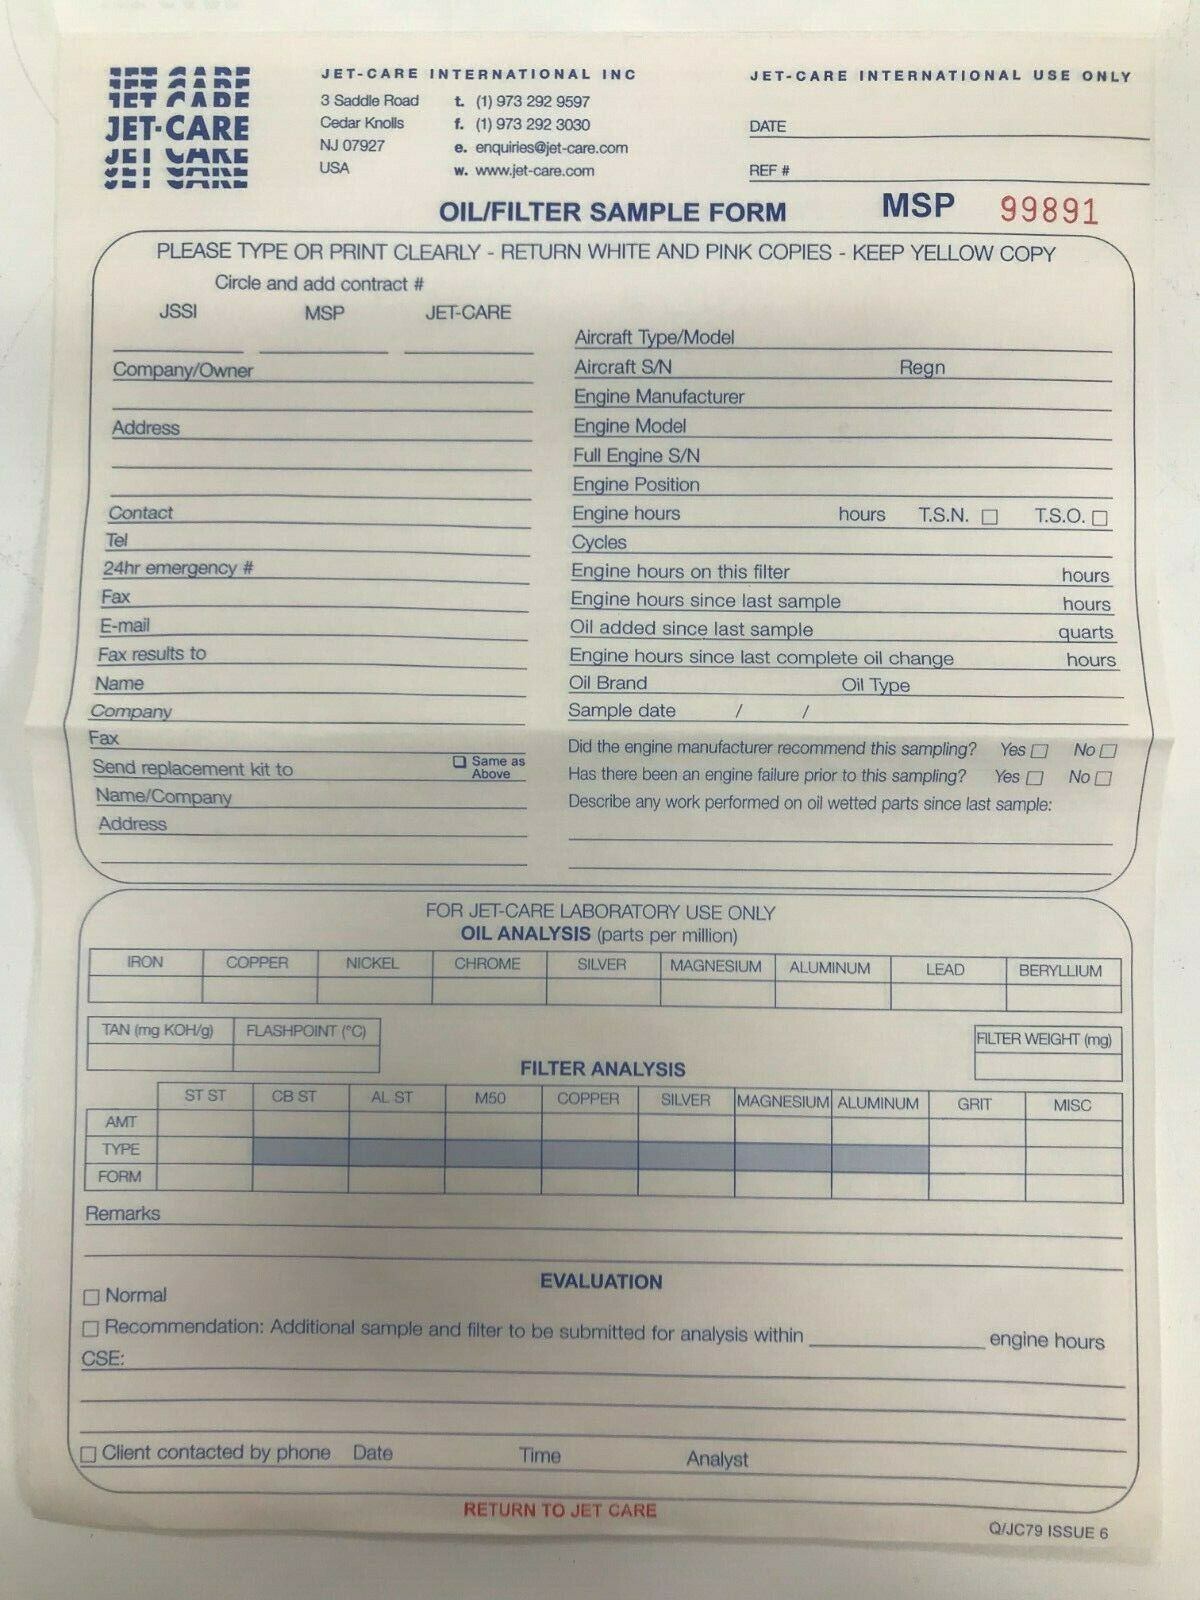 JET-CARE
JET-CARE INTERNATIONAL INC
3 Saddle Road t. (1) 973 292 9597
Cedar Knolls f. (1) 973 292 3030
NJ 07927 e. enquiries@jet-care.com
USA w. www.jet-care.com
JET-CARE INTERNATIONAL USE ONLY
DATE
REF #
OIL/FILTER SAMPLE FORM MSP 99891
PLEASE TYPE OR PRINT CLEARLY - RETURN WHITE AND PINK COPIES - KEEP YELLOW COPY
Circle and add contract #
JSSI MSP JET-CARE
Company/Owner
Address
Contact
Tel
24hr emergency #
Fax
E-mail
Fax results to
Name
Company
Fax
Send replacement kit to ☐ Same as
Above
Name/Company
Address
Aircraft Type/Model
Aircraft S/N Regn
Engine Manufacturer
Engine Model
Full Engine S/N
Engine Position
Engine hours hours T.S.N. ☐ T.S.O. ☐
Cycles
Engine hours on this filter hours
Engine hours since last sample hours
Oil added since last sample quarts
Engine hours since last complete oil change hours
Oil Brand Oil Type
Sample date / /
Did the engine manufacturer recommend this sampling? Yes ☐ No ☐
Has there been an engine failure prior to this sampling? Yes ☐ No ☐
Describe any work performed on oil wetted parts since last sample:
FOR JET-CARE LABORATORY USE ONLY
OIL ANALYSIS (parts per million)
IRON COPPER NICKEL CHROME SILVER MAGNESIUM ALUMINUM LEAD BERYLLIUM
TAN (mg KOH/g) FLASHPOINT (°C) FILTER WEIGHT (mg)
FILTER ANALYSIS
ST ST CB ST AL ST M50 COPPER SILVER MAGNESIUM ALUMINUM GRIT MISC
AMT
TYPE
FORM
Remarks
EVALUATION
☐ Normal
☐ Recommendation: Additional sample and filter to be submitted for analysis within engine hours
CSE:
☐ Client contacted by phone Date Time Analyst
RETURN TO JET CARE
Q/JC79 ISSUE 6